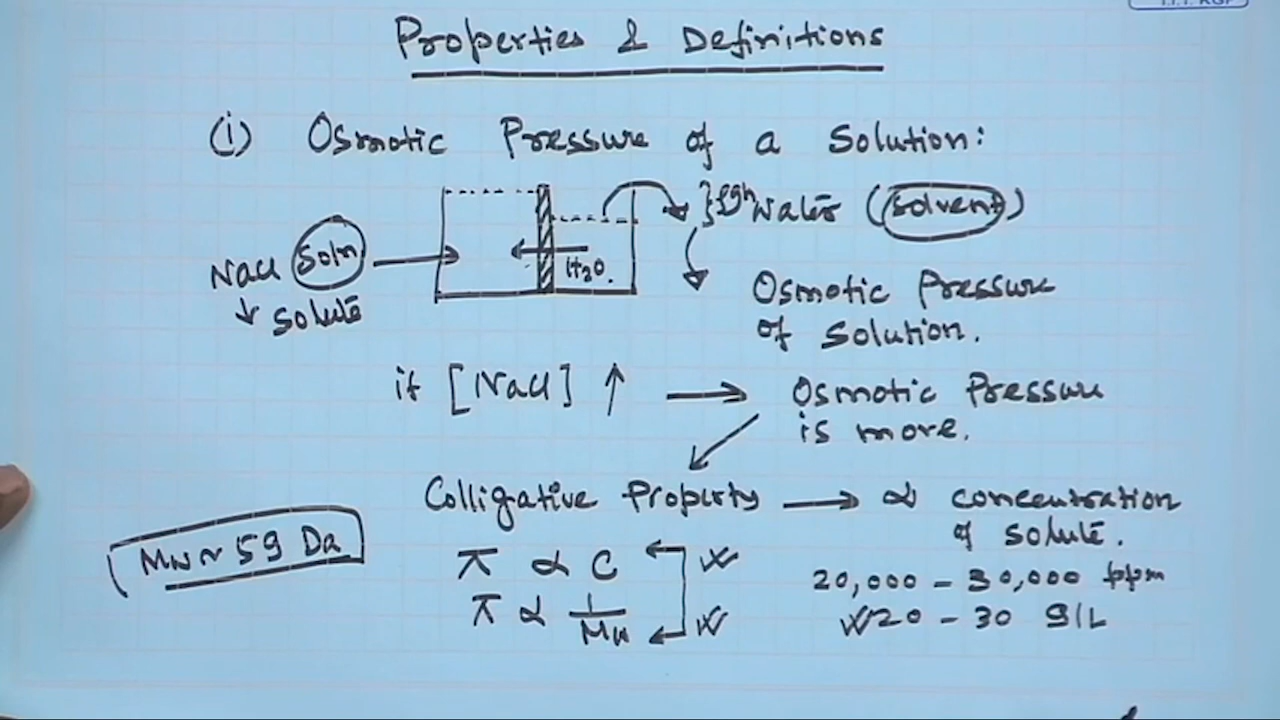 I.I.T. KGP
Properties & Definitions
(i) Osmotic Pressure of a Solution:
}ρgh Water (solvent)
NaCl Soln
↓ solute
H₂O.
Osmotic Pressure
of solution.
if [NaCl] ↑ → Osmotic Pressure
is more.
Colligative Property → α concentration
of solute.
Mw ~ 59 Da
π α C
π α 1/Mw
20,000 - 30,000 ppm
20 - 30 g/L